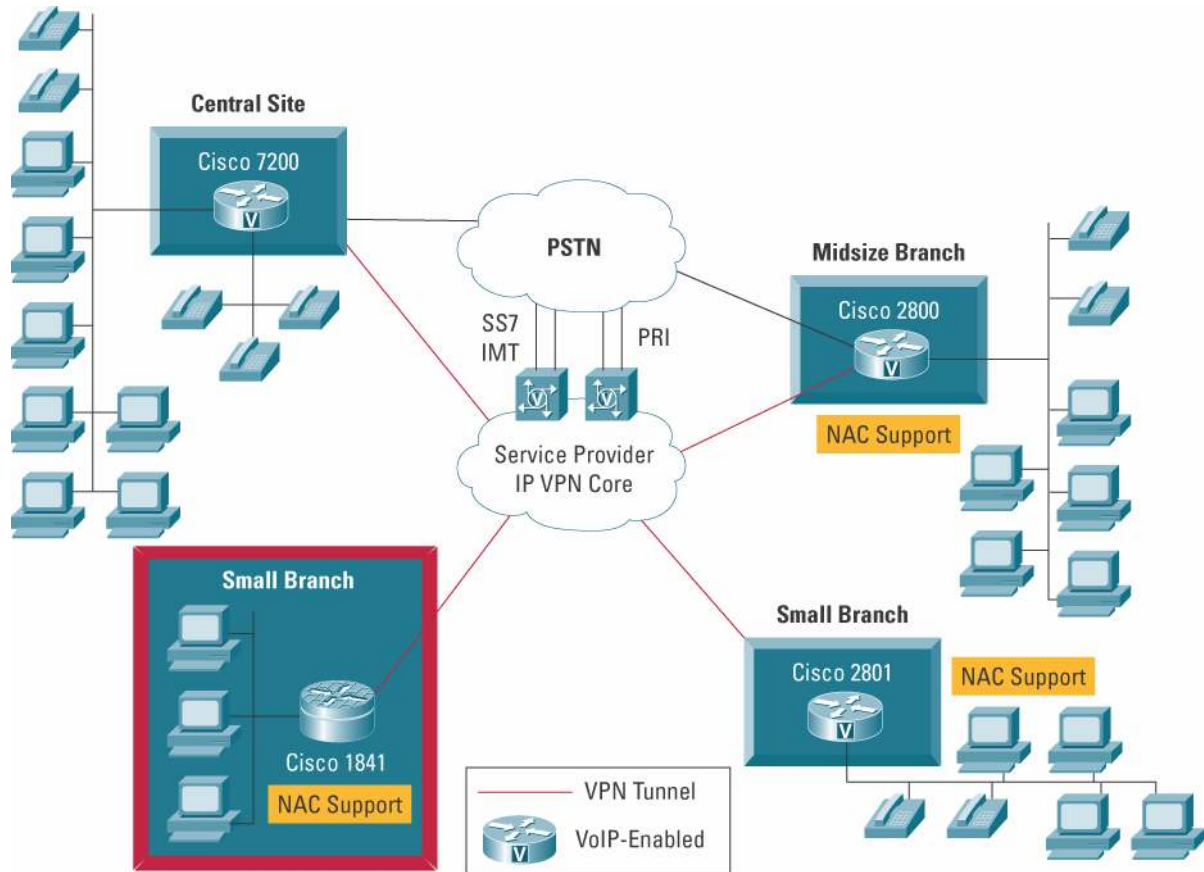 Central Site
Cisco 7200
V
PSTN
SS7
IMT
PRI
V
V
Service Provider
IP VPN Core
Midsize Branch
Cisco 2800
V
NAC Support
Small Branch
Cisco 1841
NAC Support
Small Branch
Cisco 2801
V
NAC Support
VPN Tunnel
V
VoIP-Enabled